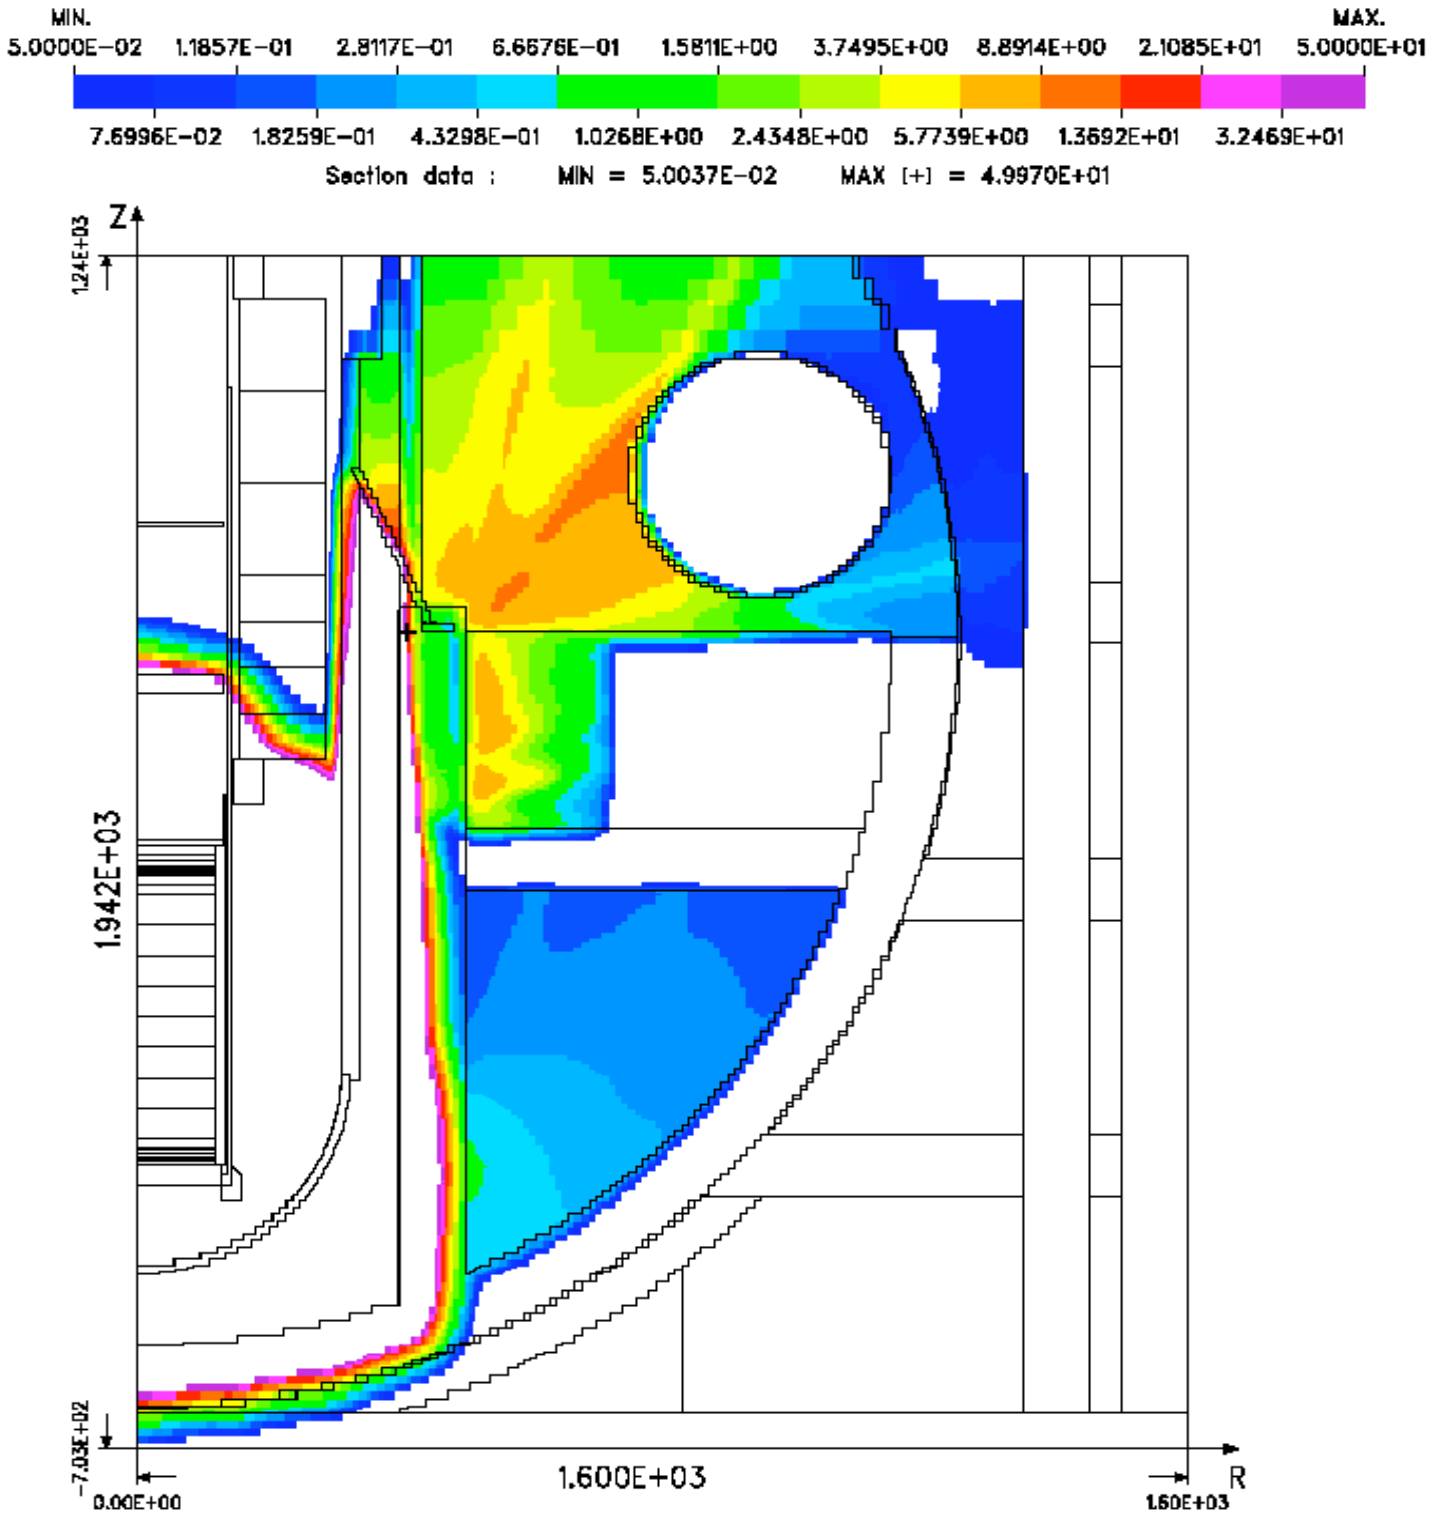 MIN. MAX.
5.0000E-02 1.1857E-01 2.8117E-01 6.6676E-01 1.5811E+00 3.7495E+00 8.8914E+00 2.1085E+01 5.0000E+01
7.6996E-02 1.8259E-01 4.3298E-01 1.0268E+00 2.4348E+00 5.7739E+00 1.3692E+01 3.2469E+01
Section data : MIN = 5.0037E-02 MAX [+] = 4.9970E+01
Z
1.24E+03
1.942E+03
-7.03E+02
1.600E+03
R
0.00E+00 1.60E+03